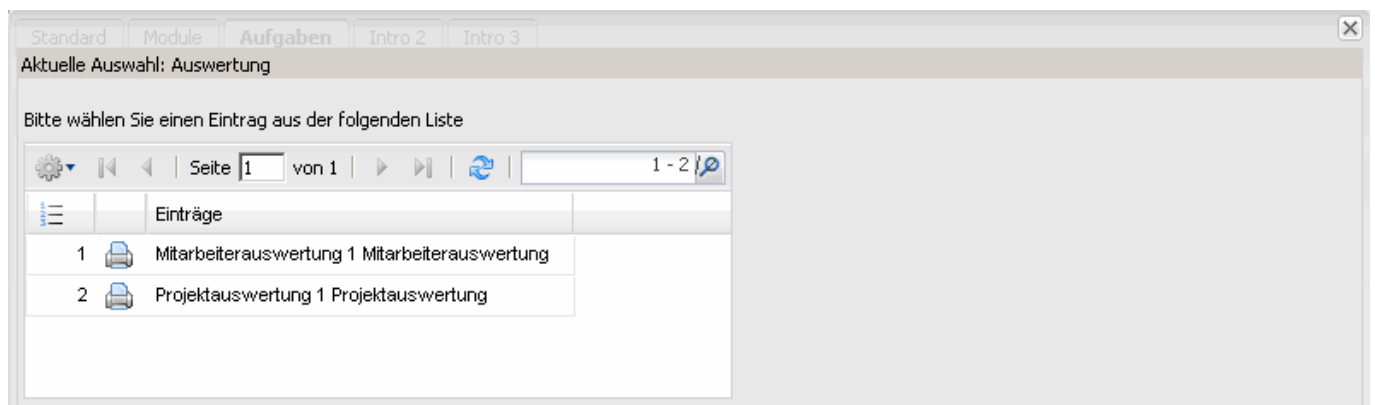 Standard Module Aufgaben Intro 2 Intro 3
Aktuelle Auswahl: Auswertung
Bitte wählen Sie einen Eintrag aus der folgenden Liste
Seite 1 von 1 1 - 2 /
Einträge
1 Mitarbeiterauswertung 1 Mitarbeiterauswertung
2 Projektauswertung 1 Projektauswertung